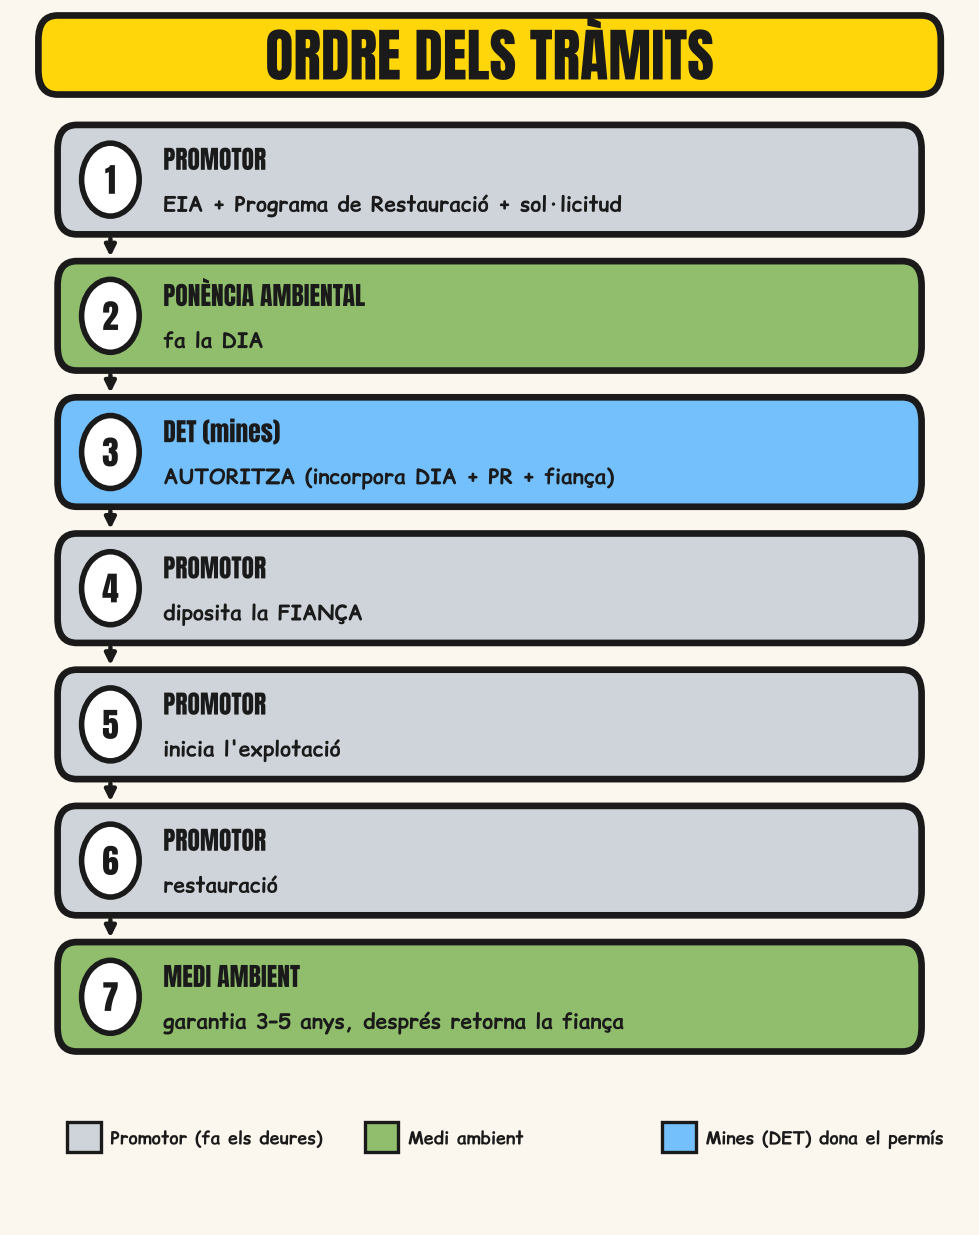 ORDRE DELS TRÀMITS
1
PROMOTOR
EIA + Programa de Restauració + sol·licitud
2
PONÈNCIA AMBIENTAL
fa la DIA
3
DET (mines)
AUTORITZA (incorpora DIA + PR + fiança)
4
PROMOTOR
diposita la FIANÇA
5
PROMOTOR
inicia l'explotació
6
PROMOTOR
restauració
7
MEDI AMBIENT
garantia 3–5 anys, després retorna la fiança
Promotor (fa els deures)
Medi ambient
Mines (DET) dona el permís